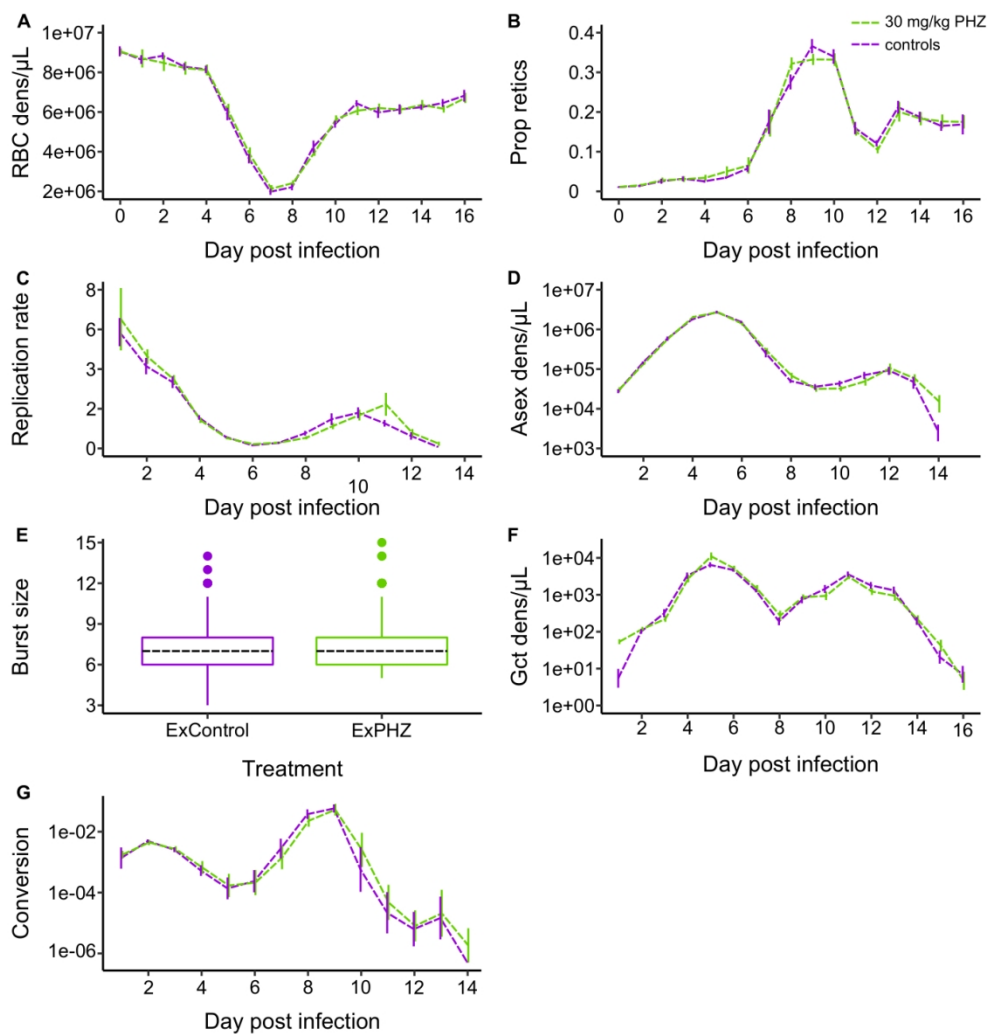 A
RBC dens/µL
1e+07
8e+06
6e+06
4e+06
2e+06
0 2 4 6 8 10 12 14 16
Day post infection
B
30 mg/kg PHZ
controls
Prop retics
0.4
0.3
0.2
0.1
0
0 2 4 6 8 10 12 14 16
Day post infection
C
Replication rate
8
6
3
2
0
2 4 6 8 10 12 14
Day post infection
D
Asex dens/µL
1e+07
1e+06
1e+05
1e+04
1e+03
2 4 6 8 10 12 14
Day post infection
E
Burst size
15
12
9
6
3
ExControl ExPHZ
Treatment
F
Gct dens/µL
1e+04
1e+03
1e+02
1e+01
1e+00
2 4 6 8 10 12 14 16
Day post infection
G
Conversion
1e-02
1e-04
1e-06
2 4 6 8 10 12 14
Day post infection